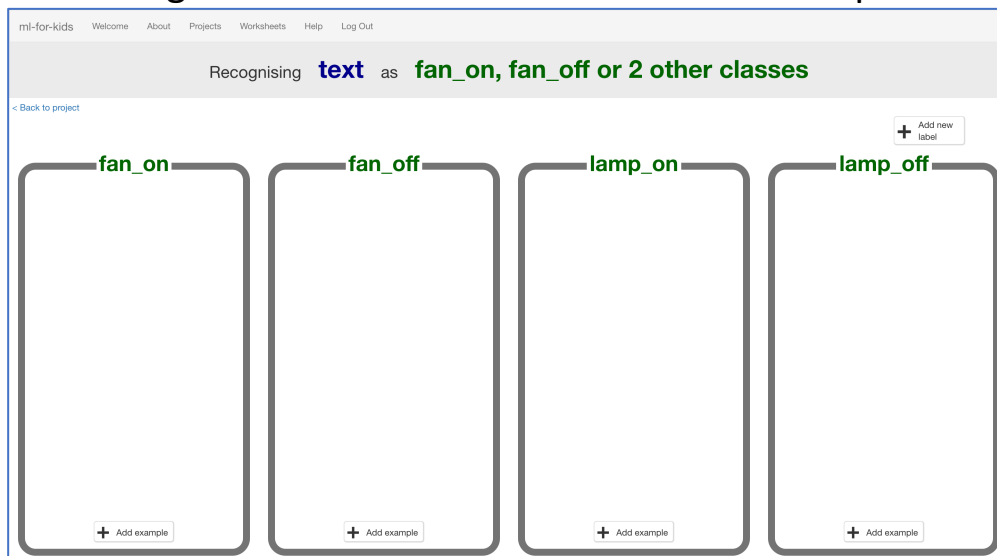 ml-for-kids Welcome About Projects Worksheets Help Log Out
Recognising text as fan_on, fan_off or 2 other classes
< Back to project
+ Add new label
fan_on fan_off lamp_on lamp_off
+ Add example + Add example + Add example + Add example